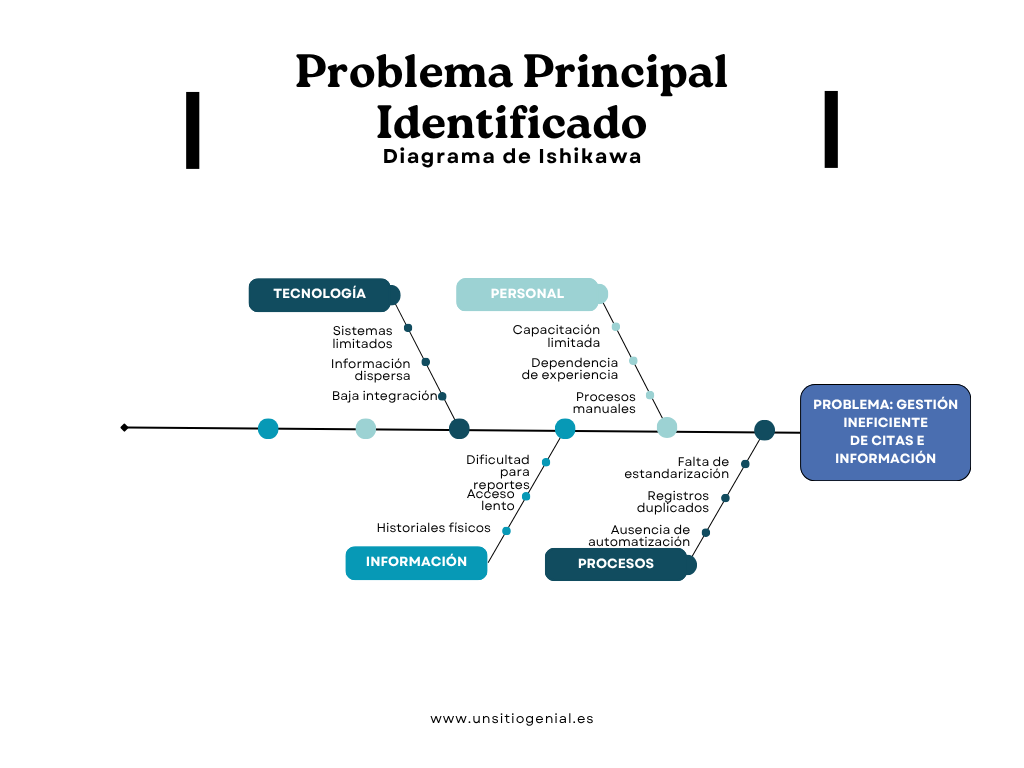 Problema Principal
Identificado
Diagrama de Ishikawa
TECNOLOGÍA
Sistemas
limitados
Información
dispersa
Baja integración
PERSONAL
Capacitación
limitada
Dependencia
de experiencia
Procesos
manuales
PROBLEMA: GESTIÓN
INEFICIENTE
DE CITAS E
INFORMACIÓN
Dificultad
para
reportes
Acceso
lento
Historiales físicos
INFORMACIÓN
Falta de
estandarización
Registros
duplicados
Ausencia de
automatización
PROCESOS
www.unsitiogenial.es